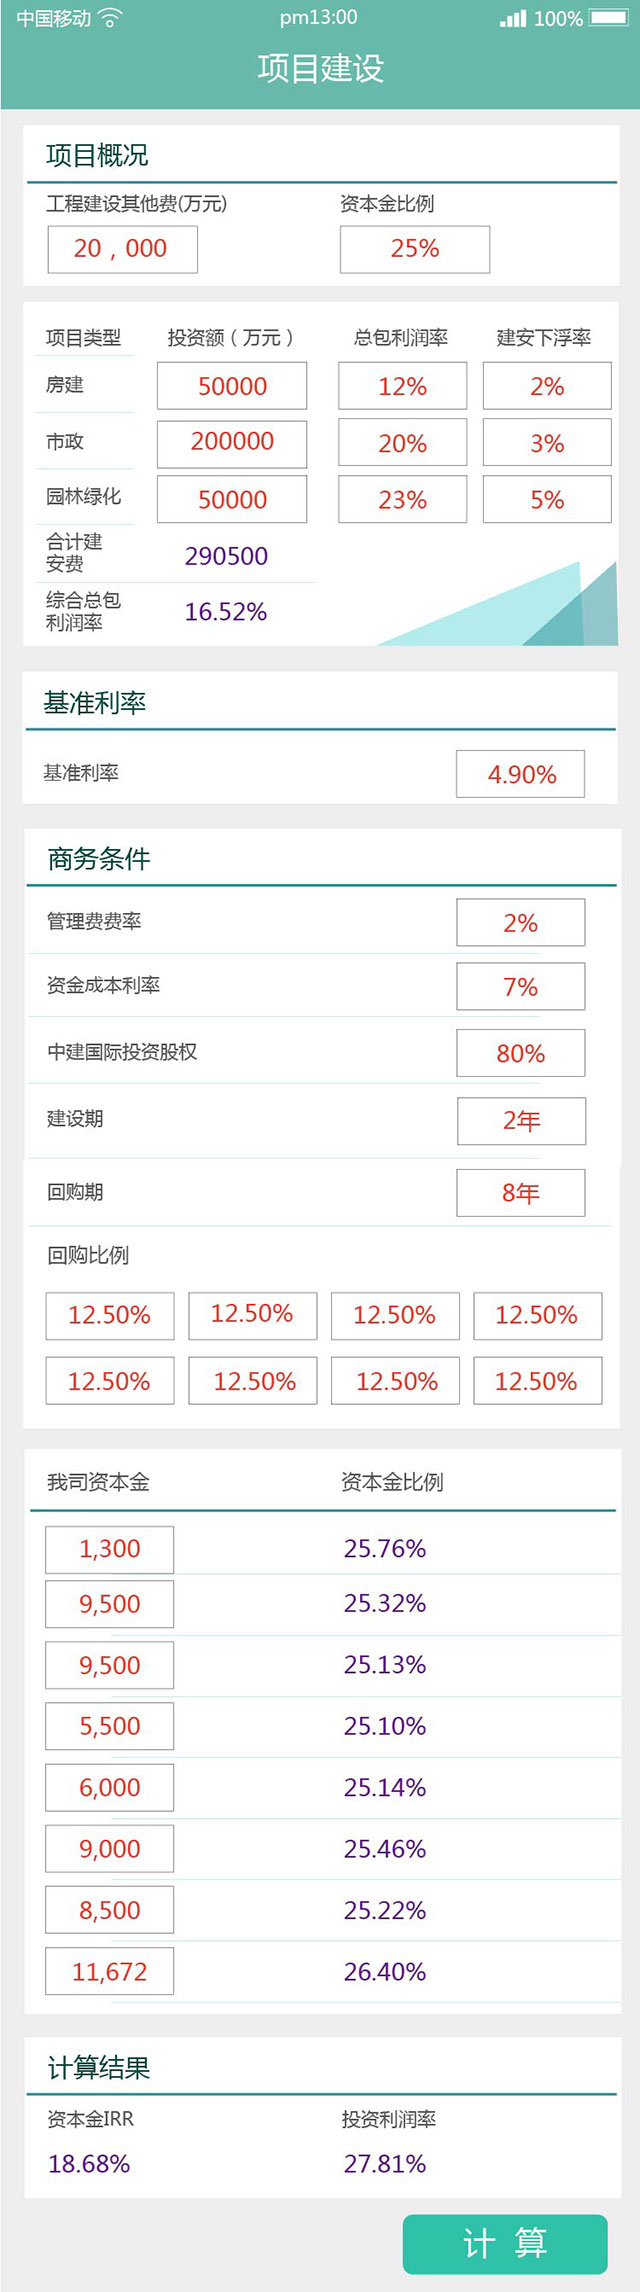 中国移动 pm13:00 100%
项目建设
项目概况
工程建设其他费(万元) 资本金比例
20，000 25%
项目类型 投资额（万元） 总包利润率 建安下浮率
房建 50000 12% 2%
市政 200000 20% 3%
园林绿化 50000 23% 5%
合计建
安费 290500
综合总包
利润率 16.52%
基准利率
基准利率 4.90%
商务条件
管理费费率 2%
资金成本利率 7%
中建国际投资股权 80%
建设期 2年
回购期 8年
回购比例
12.50% 12.50% 12.50% 12.50%
12.50% 12.50% 12.50% 12.50%
我司资本金 资本金比例
1,300 25.76%
9,500 25.32%
9,500 25.13%
5,500 25.10%
6,000 25.14%
9,000 25.46%
8,500 25.22%
11,672 26.40%
计算结果
资本金IRR 投资利润率
18.68% 27.81%
计 算